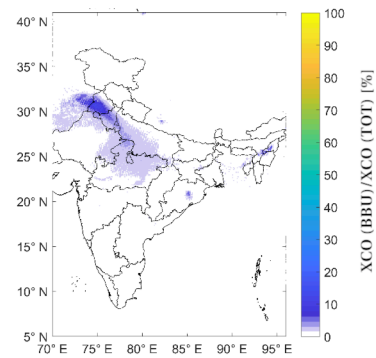 40° N
35° N
30° N
25° N
20° N
15° N
10° N
5° N
70° E 75° E 80° E 85° E 90° E 95° E
100
90
80
70
60
50
40
30
20
10
0
XCO (BBU)/XCO (TOT) [%]